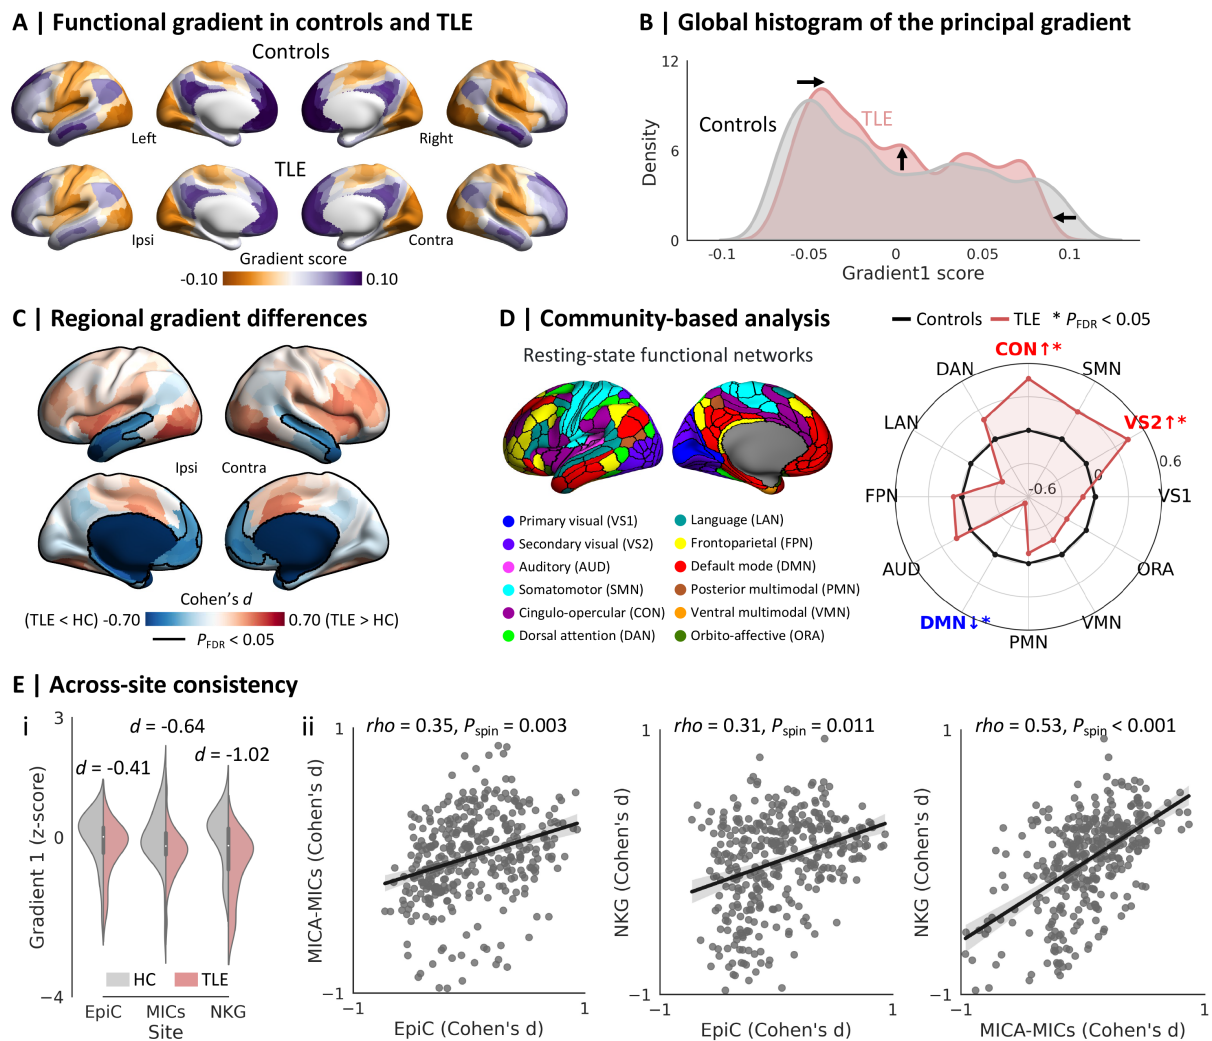 A | Functional gradient in controls and TLE
Controls
Left
Right
TLE
Ipsi
Contra
Gradient score
-0.10
0.10
B | Global histogram of the principal gradient
12
6
0
Density
Controls
TLE
-0.1
-0.05
0
0.05
0.1
Gradient1 score
C | Regional gradient differences
Ipsi
Contra
Cohen's d
(TLE < HC) -0.70
0.70 (TLE > HC)
PFDR < 0.05
D | Community-based analysis
Resting-state functional networks
Primary visual (VS1)
Secondary visual (VS2)
Auditory (AUD)
Somatomotor (SMN)
Cingulo-opercular (CON)
Dorsal attention (DAN)
Language (LAN)
Frontoparietal (FPN)
Default mode (DMN)
Posterior multimodal (PMN)
Ventral multimodal (VMN)
Orbito-affective (ORA)
Controls
TLE
* PFDR < 0.05
CON↑*
DAN
SMN
LAN
VS2↑*
0.6
0
-0.6
FPN
VS1
AUD
ORA
DMN↓*
VMN
PMN
E | Across-site consistency
i
3
0
−4
Gradient 1 (z-score)
d = -0.41
d = -0.64
d = -1.02
HC
TLE
EpiC
MICs
NKG
Site
ii
rho = 0.35, Pspin = 0.003
1
−1
MICA-MICs (Cohen's d)
−1
1
EpiC (Cohen's d)
rho = 0.31, Pspin = 0.011
1
−1
NKG (Cohen's d)
−1
1
EpiC (Cohen's d)
rho = 0.53, Pspin < 0.001
1
−1
NKG (Cohen's d)
−1
1
MICA-MICs (Cohen's d)